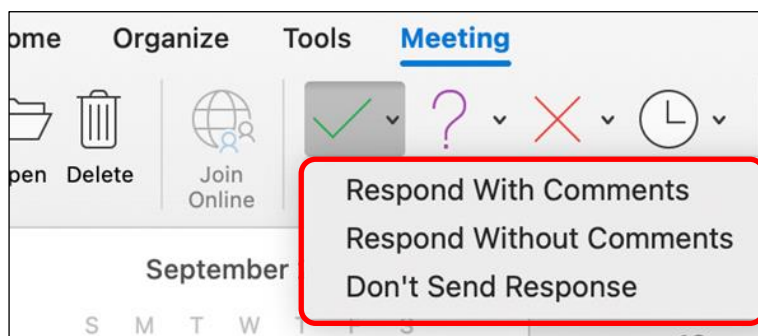 ome Organize Tools Meeting
pen Delete Join Online
Respond With Comments
Respond Without Comments
Don't Send Response
September
S M T W T F S